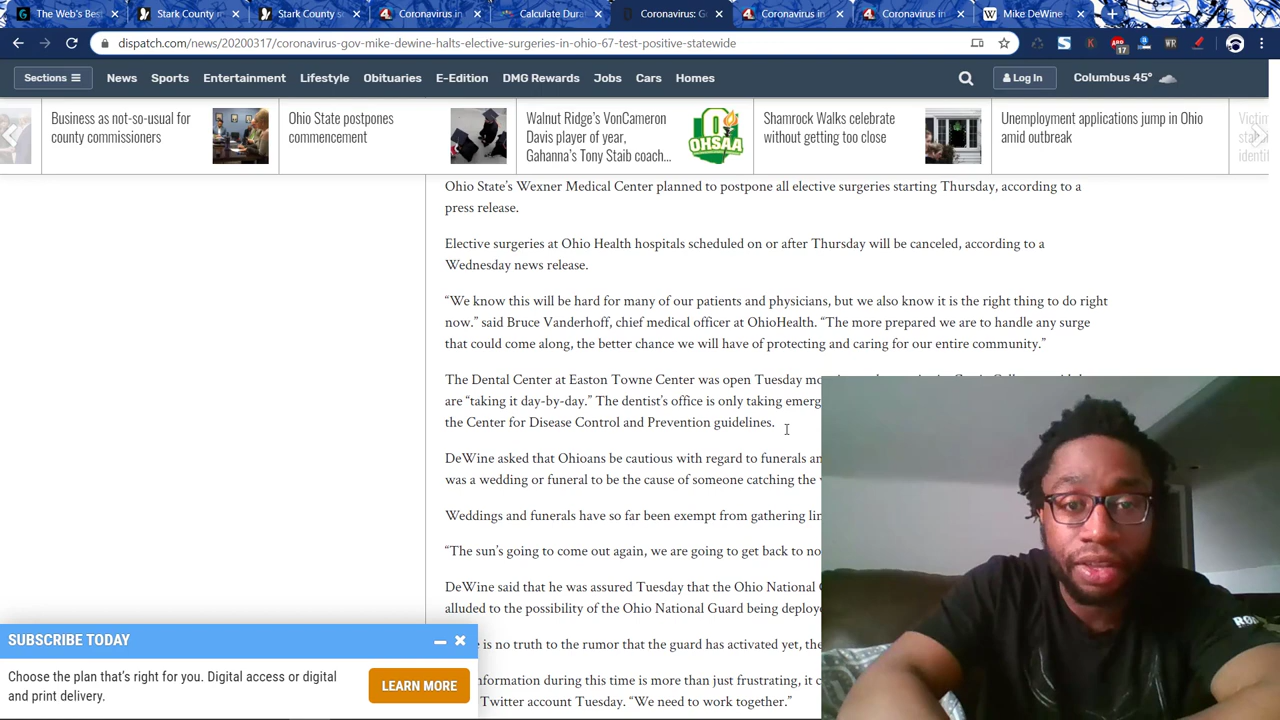 The Web's Best
Stark County
Stark County s
Coronavirus in
Calculate Dura
Coronavirus: G
Coronavirus in
Coronavirus in
Mike DeWine
dispatch.com/news/20200317/coronavirus-gov-mike-dewine-halts-elective-surgeries-in-ohio-67-test-positive-statewide
17
WR
Sections
News Sports Entertainment Lifestyle Obituaries E-Edition DMG Rewards Jobs Cars Homes
Log In
Columbus 45°
Business as not-so-usual for
county commissioners
Ohio State postpones
commencement
Walnut Ridge's VonCameron
Davis player of year,
Gahanna's Tony Staib coach...
OHSAA
Shamrock Walks celebrate
without getting too close
Unemployment applications jump in Ohio
amid outbreak
Victim
sta
identifi
Ohio State's Wexner Medical Center planned to postpone all elective surgeries starting Thursday, according to a
press release.
Elective surgeries at Ohio Health hospitals scheduled on or after Thursday will be canceled, according to a
Wednesday news release.
“We know this will be hard for many of our patients and physicians, but we also know it is the right thing to do right
now.” said Bruce Vanderhoff, chief medical officer at OhioHealth. “The more prepared we are to handle any surge
that could come along, the better chance we will have of protecting and caring for our entire community.”
The Dental Center at Easton Towne Center was open Tuesday mo
are “taking it day-by-day.” The dentist's office is only taking emerg
the Center for Disease Control and Prevention guidelines.
DeWine asked that Ohioans be cautious with regard to funerals an
was a wedding or funeral to be the cause of someone catching the
Weddings and funerals have so far been exempt from gathering lim
“The sun's going to come out again, we are going to get back to no
DeWine said that he was assured Tuesday that the Ohio National
alluded to the possibility of the Ohio National Guard being deploye
is no truth to the rumor that the guard has activated yet, the
nformation during this time is more than just frustrating, it c
Twitter account Tuesday. “We need to work together.”
SUBSCRIBE TODAY
Choose the plan that's right for you. Digital access or digital
and print delivery.
LEARN MORE